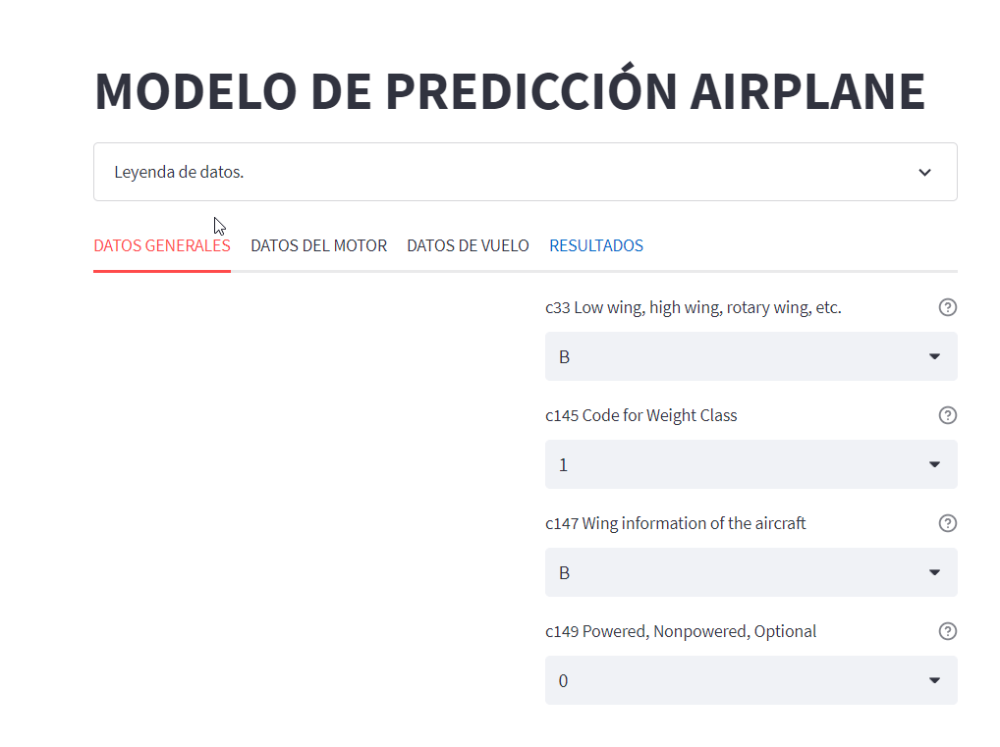 MODELO DE PREDICCIÓN AIRPLANE
Leyenda de datos.
DATOS GENERALES DATOS DEL MOTOR DATOS DE VUELO RESULTADOS
c33 Low wing, high wing, rotary wing, etc.
B
c145 Code for Weight Class
1
c147 Wing information of the aircraft
B
c149 Powered, Nonpowered, Optional
0